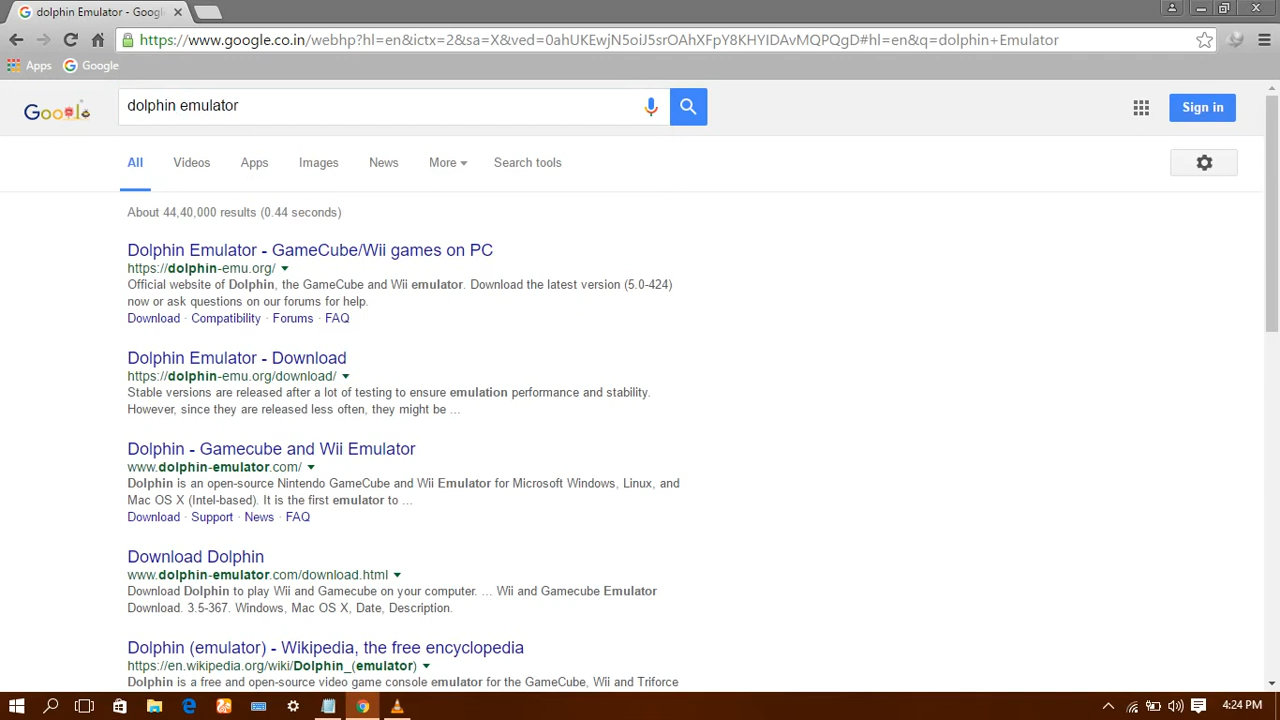 dolphin Emulator - Googl
https://www.google.co.in/webhp?hl=en&ictx=2&sa=X&ved=0ahUKEwjN5oiJ5srOAhXFpY8KHYIDAvMQPQgD#hl=en&q=dolphin+Emulator
Apps Google
Google
dolphin emulator
Sign in
All Videos Apps Images News More Search tools
About 44,40,000 results (0.44 seconds)
Dolphin Emulator - GameCube/Wii games on PC
https://dolphin-emu.org/
Official website of Dolphin, the GameCube and Wii emulator. Download the latest version (5.0-424)
now or ask questions on our forums for help.
Download · Compatibility · Forums · FAQ
Dolphin Emulator - Download
https://dolphin-emu.org/download/
Stable versions are released after a lot of testing to ensure emulation performance and stability.
However, since they are released less often, they might be ...
Dolphin - Gamecube and Wii Emulator
www.dolphin-emulator.com/
Dolphin is an open-source Nintendo GameCube and Wii Emulator for Microsoft Windows, Linux, and
Mac OS X (Intel-based). It is the first emulator to ...
Download · Support · News · FAQ
Download Dolphin
www.dolphin-emulator.com/download.html
Download Dolphin to play Wii and Gamecube on your computer. ... Wii and Gamecube Emulator
Download. 3.5-367. Windows, Mac OS X, Date, Description.
Dolphin (emulator) - Wikipedia, the free encyclopedia
https://en.wikipedia.org/wiki/Dolphin_(emulator)
Dolphin is a free and open-source video game console emulator for the GameCube, Wii and Triforce
4:24 PM